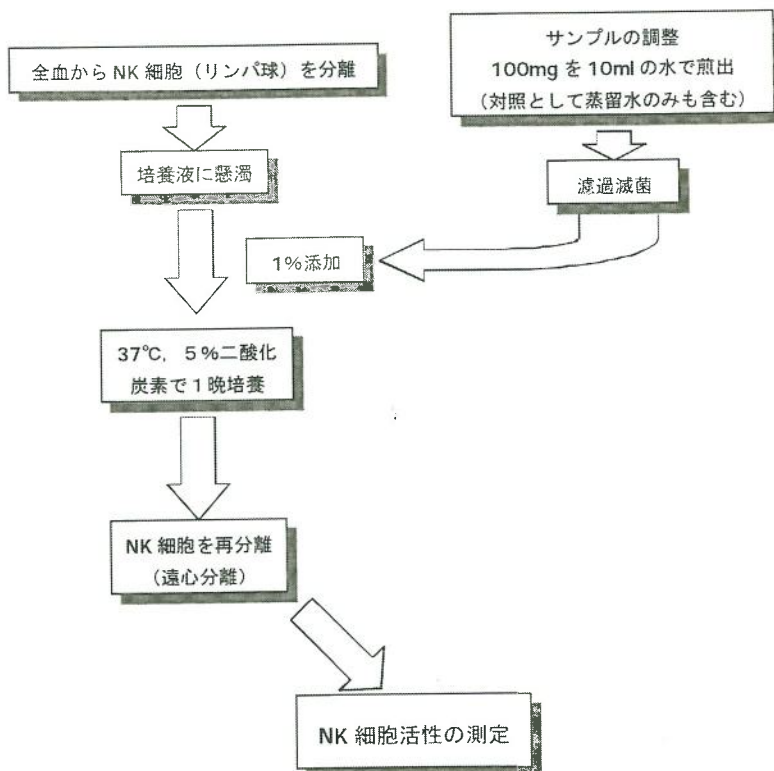 全血から NK 細胞（リンパ球）を分離
サンプルの調整
100mg を 10ml の水で煎出
（対照として蒸留水のみも含む）
培養液に懸濁
濾過滅菌
1％添加
37℃，５％二酸化
炭素で１晩培養
NK 細胞を再分離
（遠心分離）
NK 細胞活性の測定